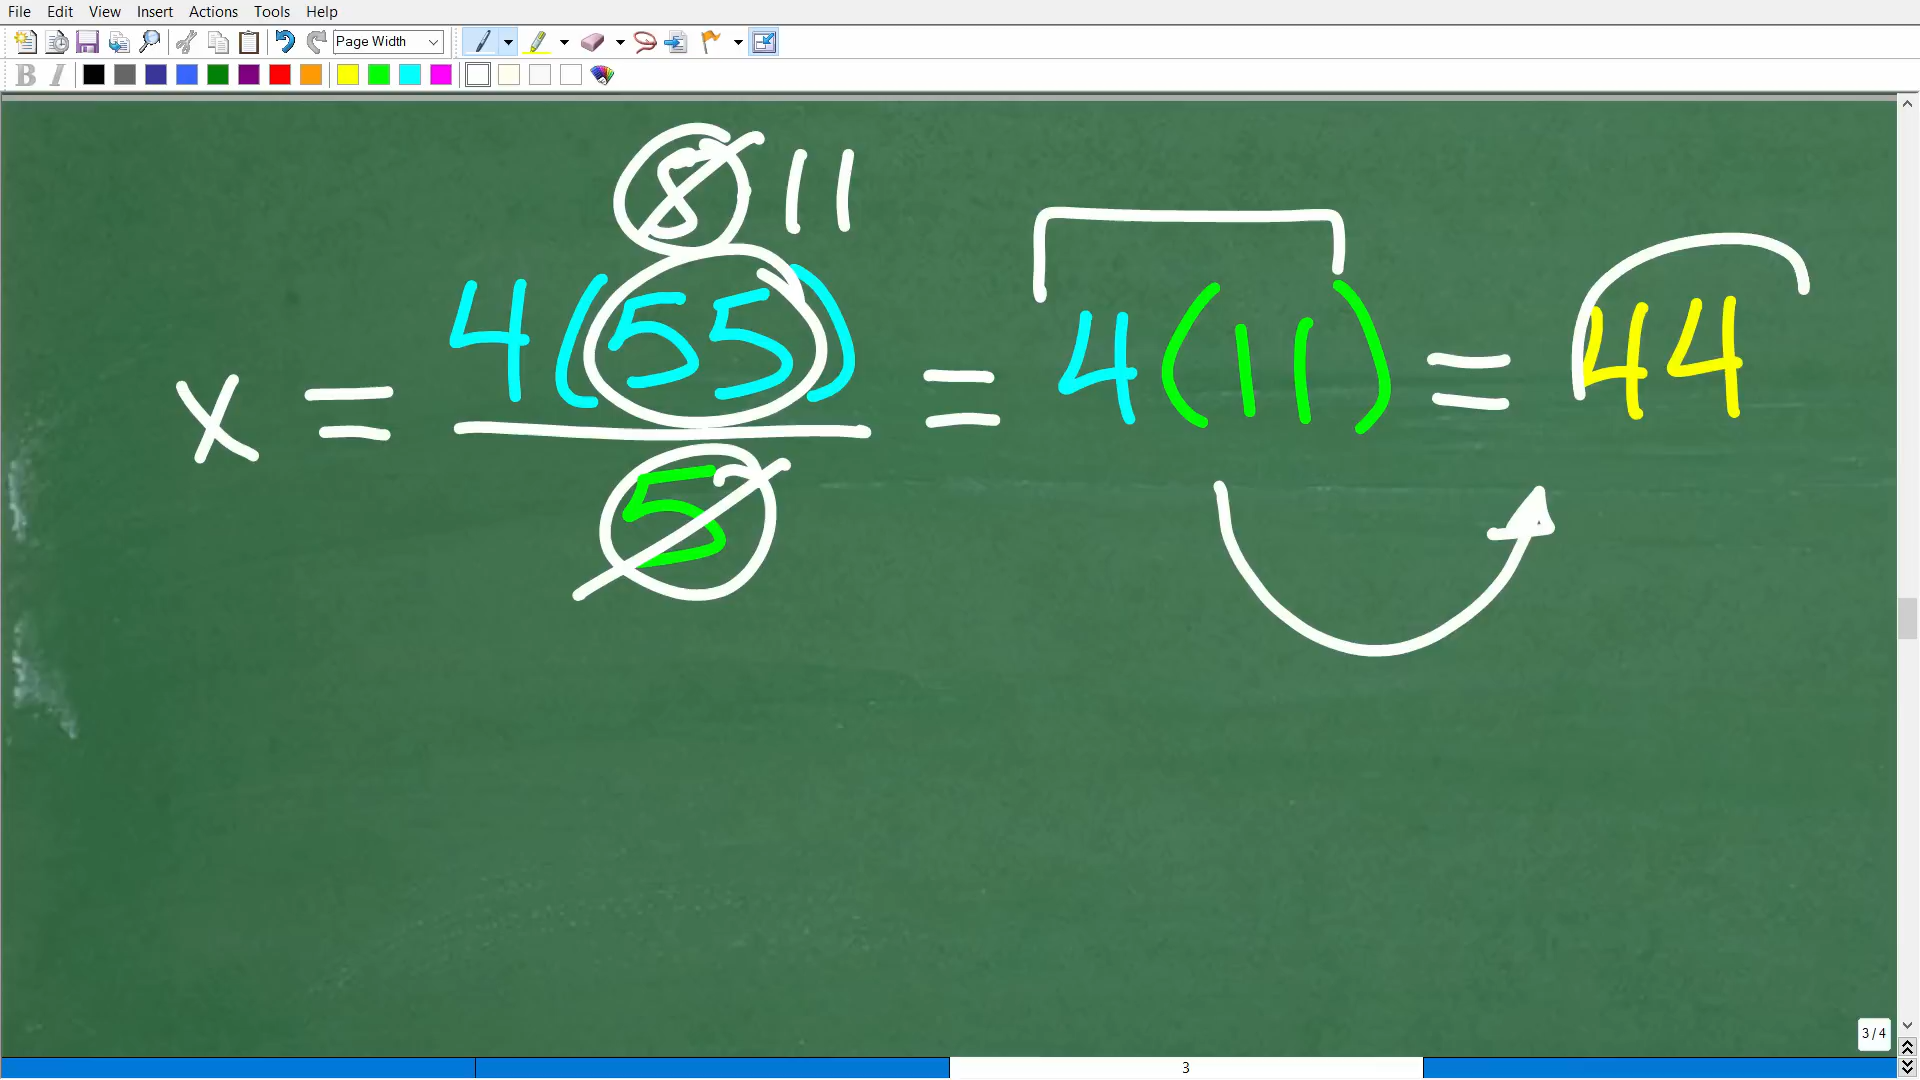 File Edit View Insert Actions Tools Help
Page Width
B I
8 11
x = 4(55) / 5 = 4(11) = 44
3 / 4
3